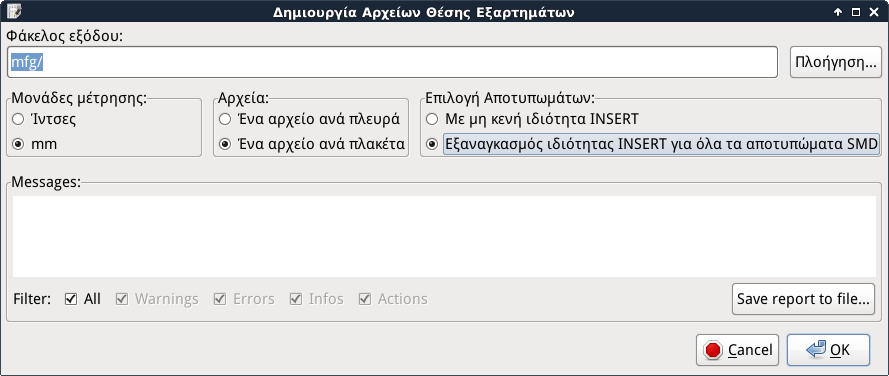 Δημιουργία Αρχείων Θέσης Εξαρτημάτων
Φάκελος εξόδου:
mfg/ Πλοήγηση...
Μονάδες μέτρησης: Αρχεία: Επιλογή Αποτυπωμάτων:
Ίντσες Ένα αρχείο ανά πλευρά Με μη κενή ιδιότητα INSERT
mm Ένα αρχείο ανά πλακέτα Εξαναγκασμός ιδιότητας INSERT για όλα τα αποτυπώματα SMD
Messages:
Filter: All Warnings Errors Infos Actions Save report to file...
Cancel OK